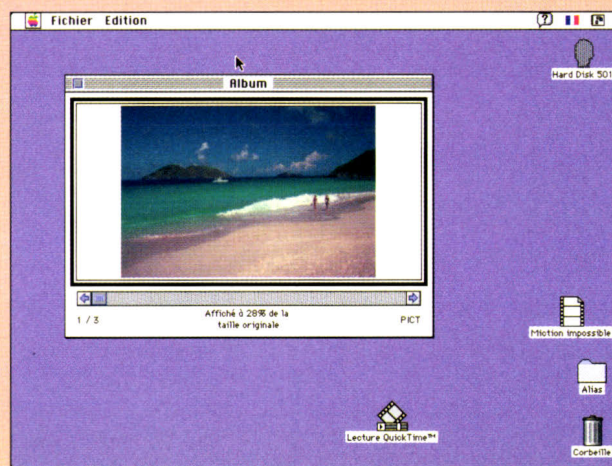 Fichier Edition
Album
Hard Disk 501
1 / 3
Affiché à 28% de la
taille originale
PICT
Miction impossible
Alias
Lecture QuickTime™
Corbeille